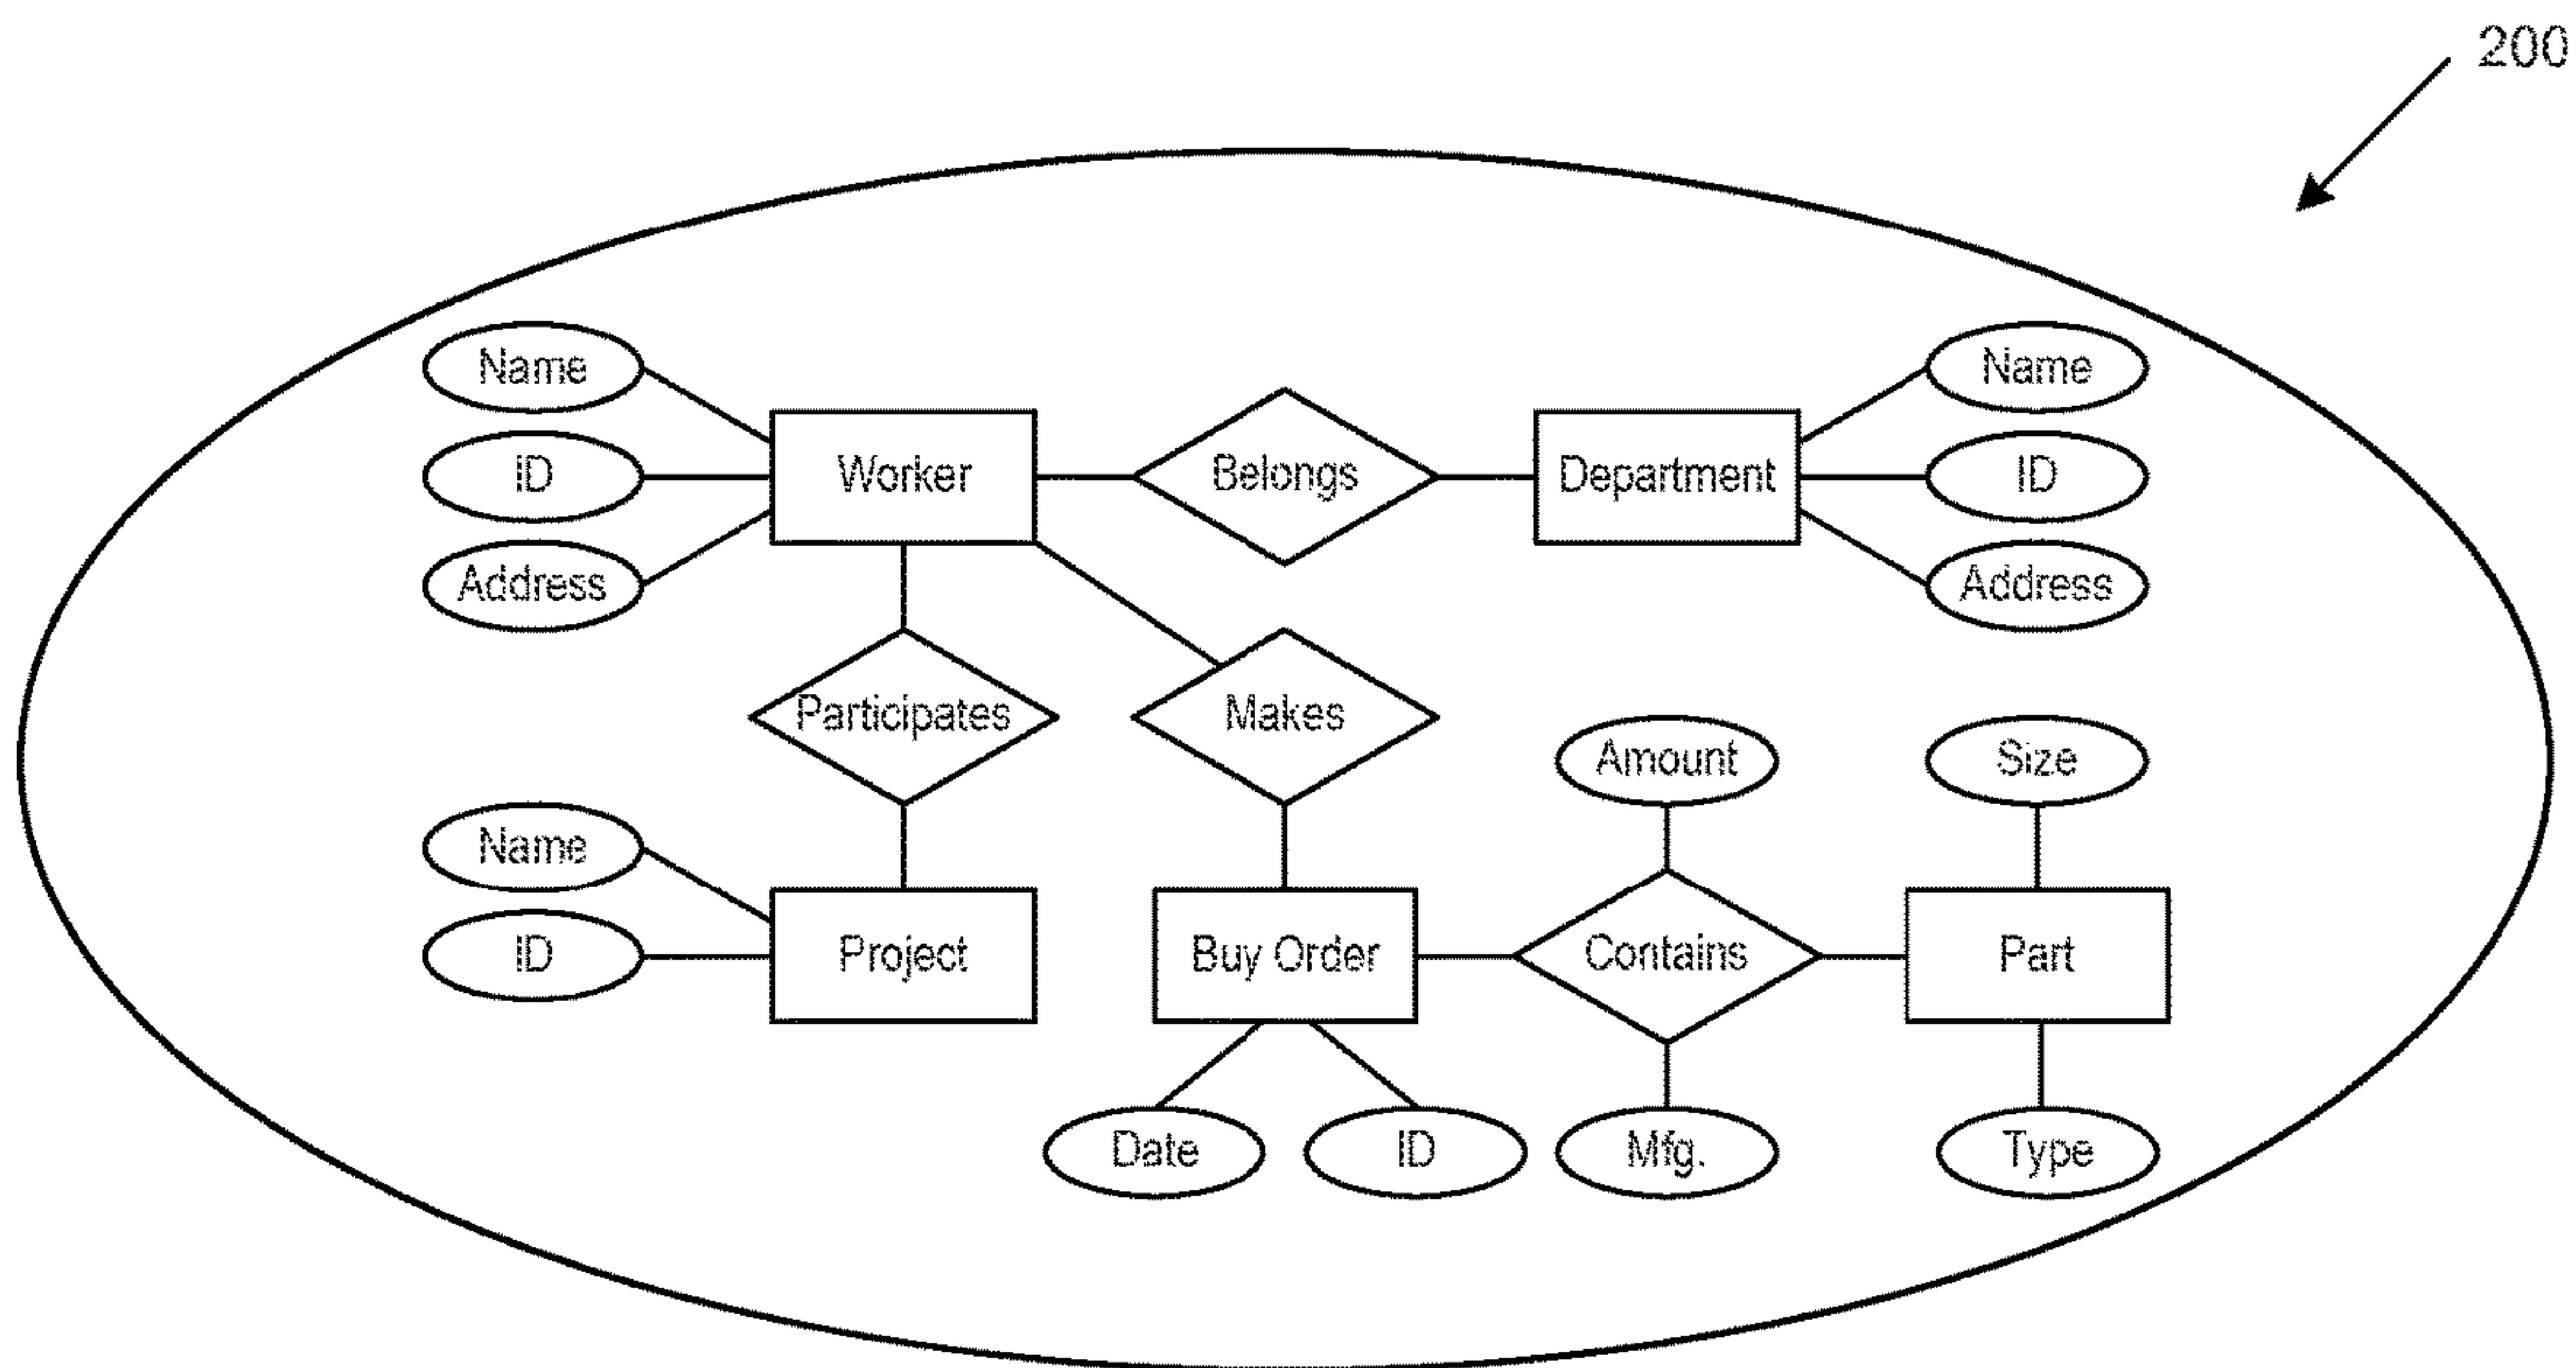 200
Name
Name
ID
Worker
Belongs
Department
ID
Address
Address
Participates
Makes
Amount
Size
Name
ID
Project
Buy Order
Contains
Part
Date
ID
Mfg.
Type